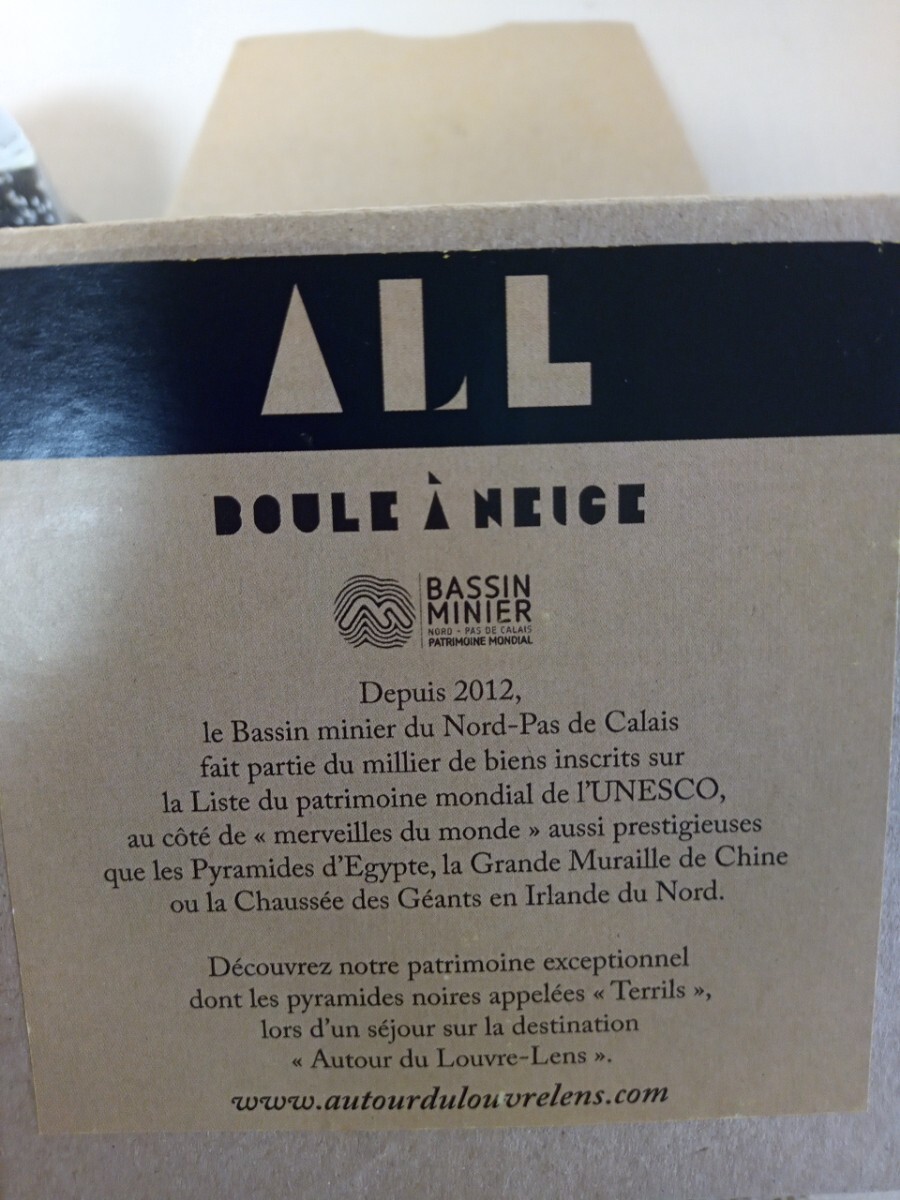 ALL
BOULE À NEIGE
BASSIN
MINIER
NORD - PAS DE CALAIS
PATRIMOINE MONDIAL
Depuis 2012,
le Bassin minier du Nord-Pas de Calais
fait partie du millier de biens inscrits sur
la Liste du patrimoine mondial de l'UNESCO,
au côté de « merveilles du monde » aussi prestigieuses
que les Pyramides d'Egypte, la Grande Muraille de Chine
ou la Chaussée des Géants en Irlande du Nord.
Découvrez notre patrimoine exceptionnel
dont les pyramides noires appelées « Terrils »,
lors d'un séjour sur la destination
« Autour du Louvre-Lens ».
www.autourdulouvrelens.com